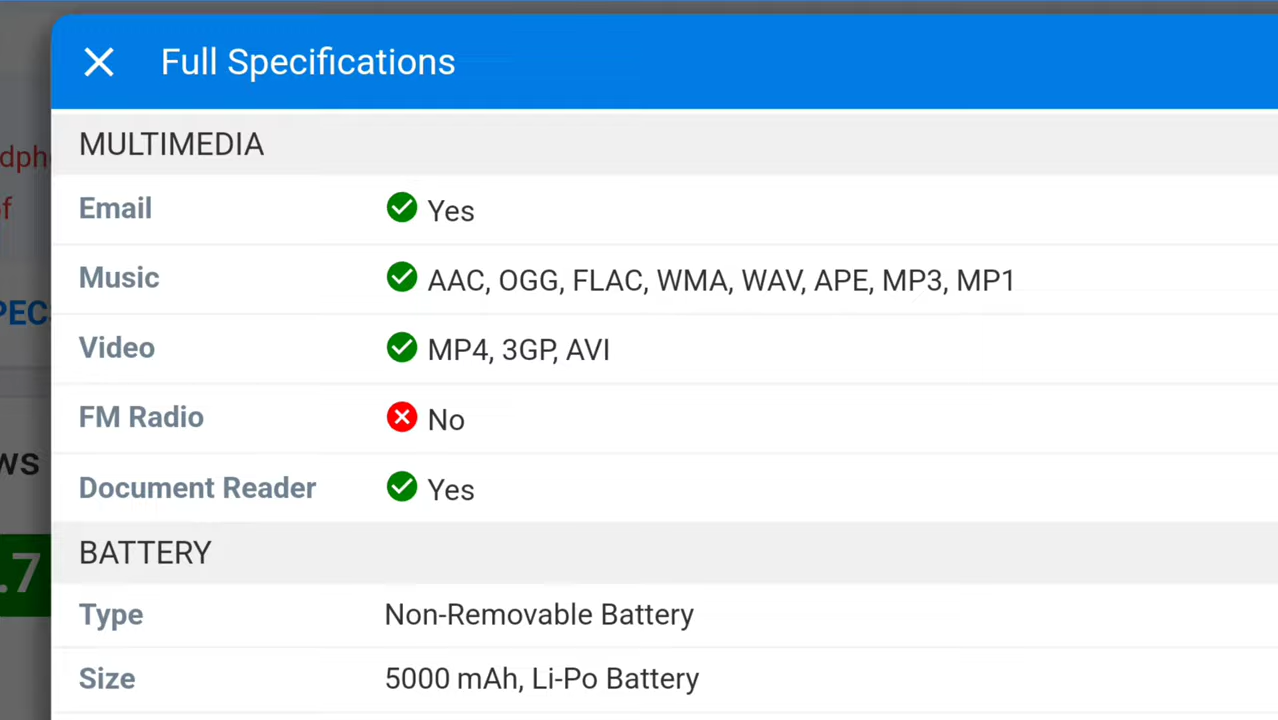 Full Specifications
MULTIMEDIA
Email Yes
Music AAC, OGG, FLAC, WMA, WAV, APE, MP3, MP1
Video MP4, 3GP, AVI
FM Radio No
Document Reader Yes
BATTERY
Type Non-Removable Battery
Size 5000 mAh, Li-Po Battery
.7